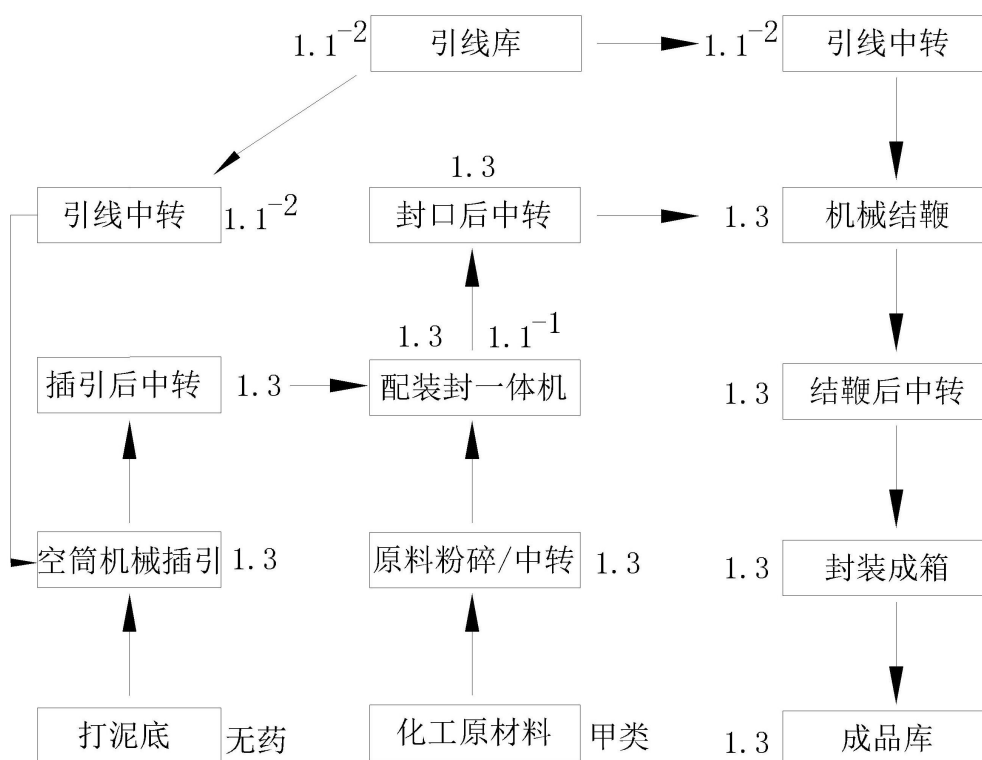 1.1-2 引线库 1.1-2 引线中转
1.3
引线中转 1.1-2 封口后中转 1.3 机械结鞭
1.3 1.1-1
插引后中转 1.3 配装封一体机 1.3 结鞭后中转
空筒机械插引 1.3 原料粉碎/中转 1.3 1.3 封装成箱
打泥底 无药 化工原材料 甲类 1.3 成品库